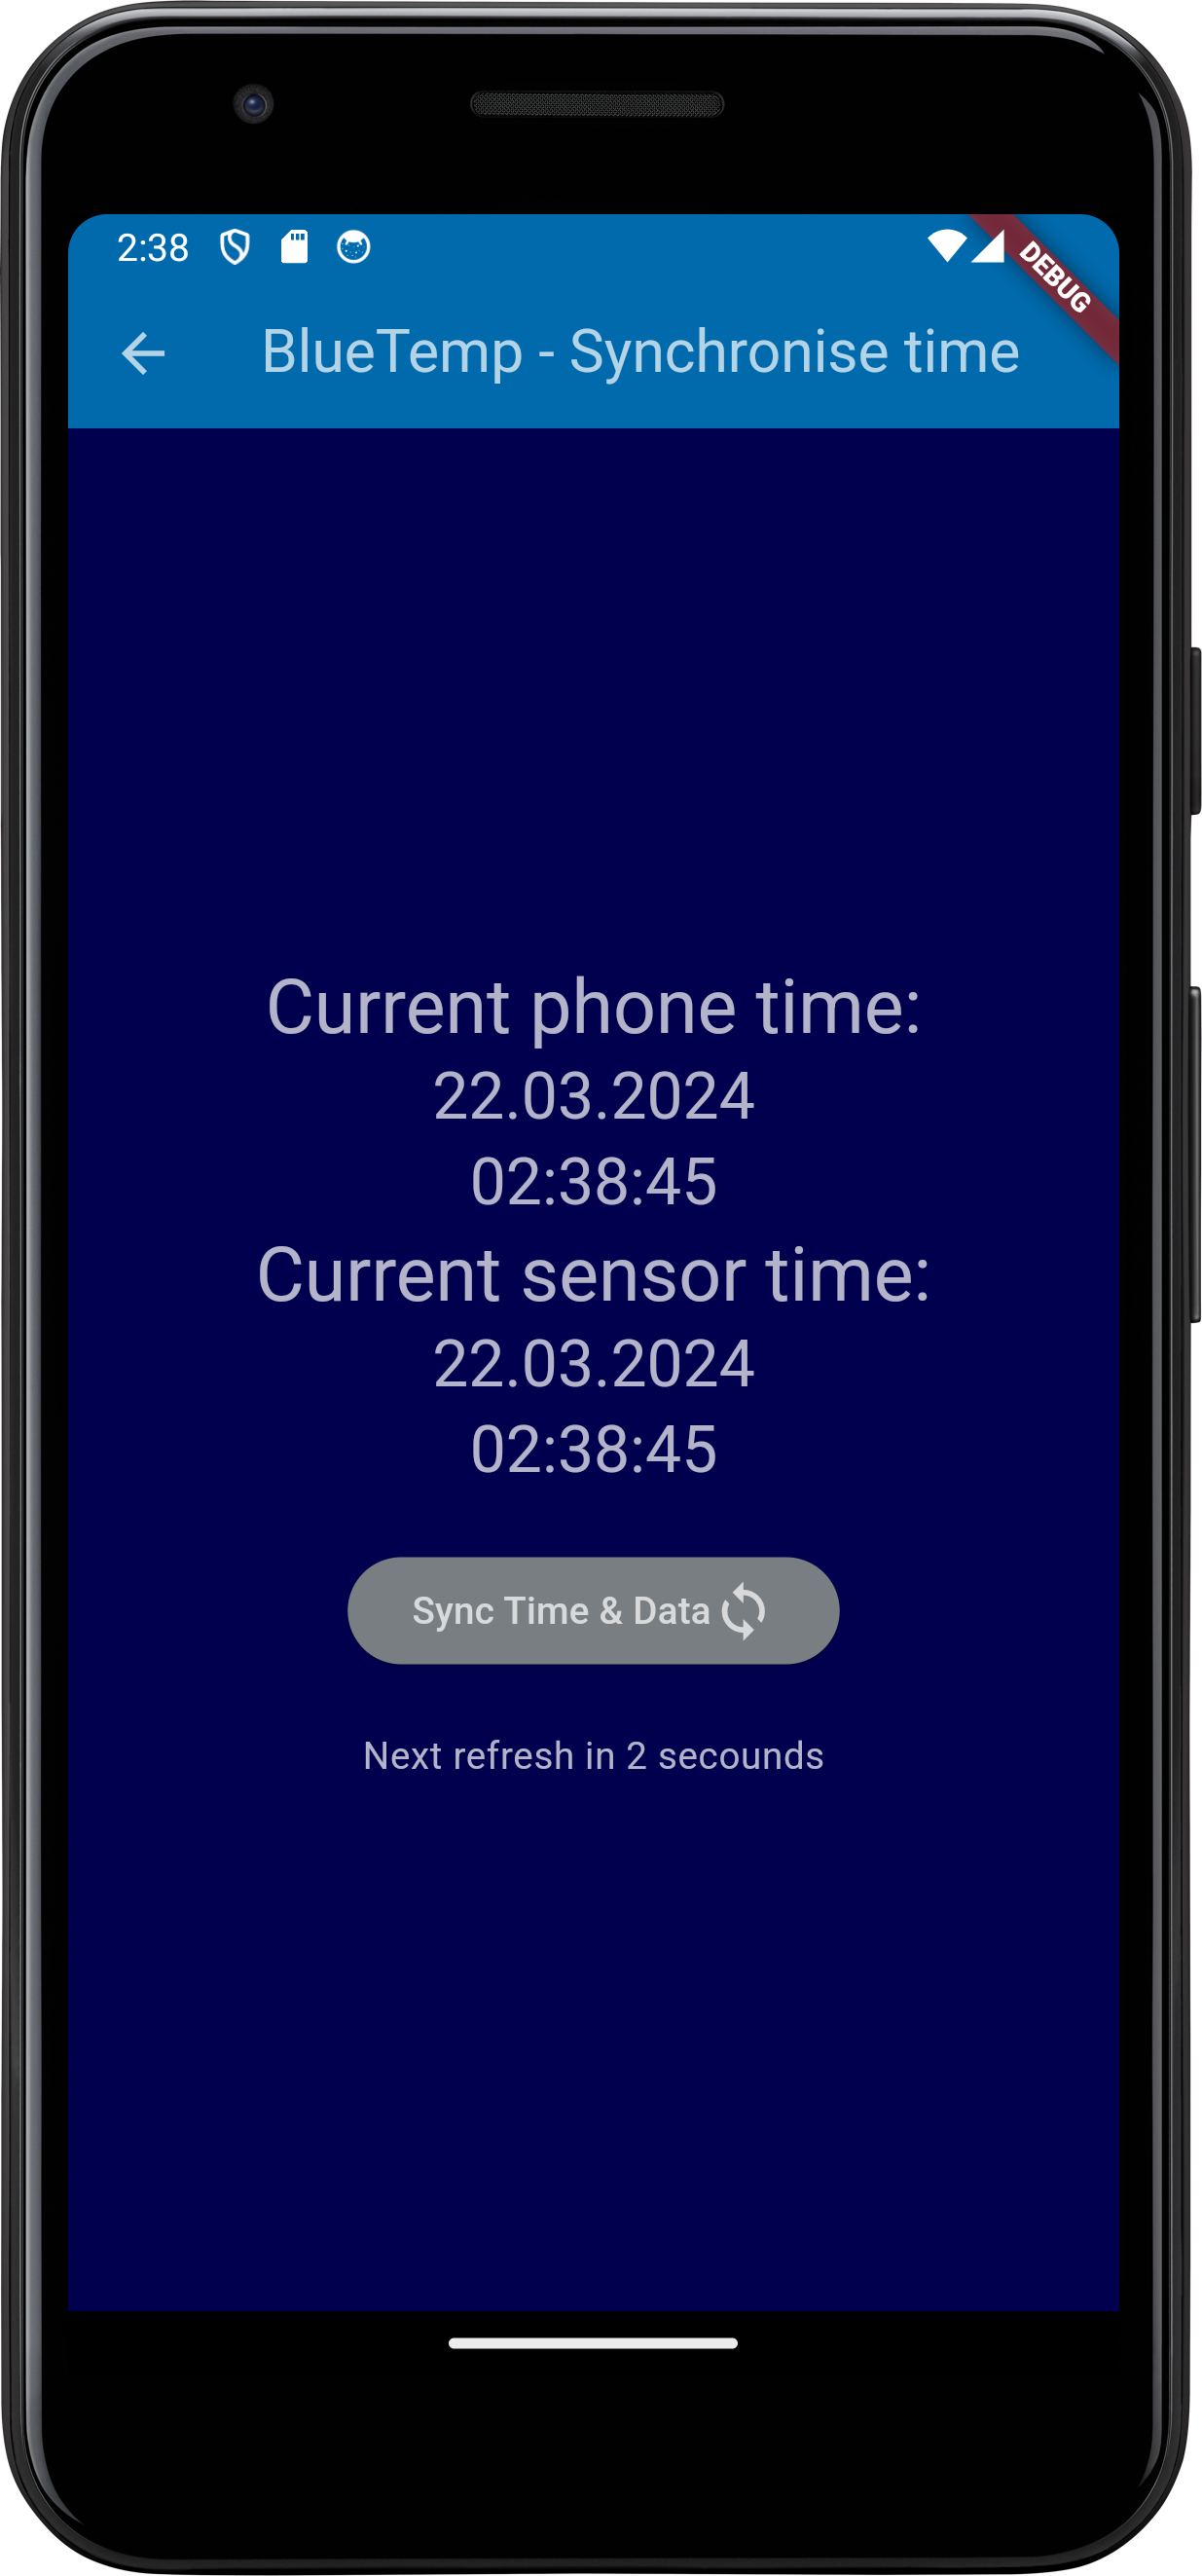 2:38
DEBUG
BlueTemp - Synchronise time
Current phone time:
22.03.2024
02:38:45
Current sensor time:
22.03.2024
02:38:45
Sync Time & Data
Next refresh in 2 secounds